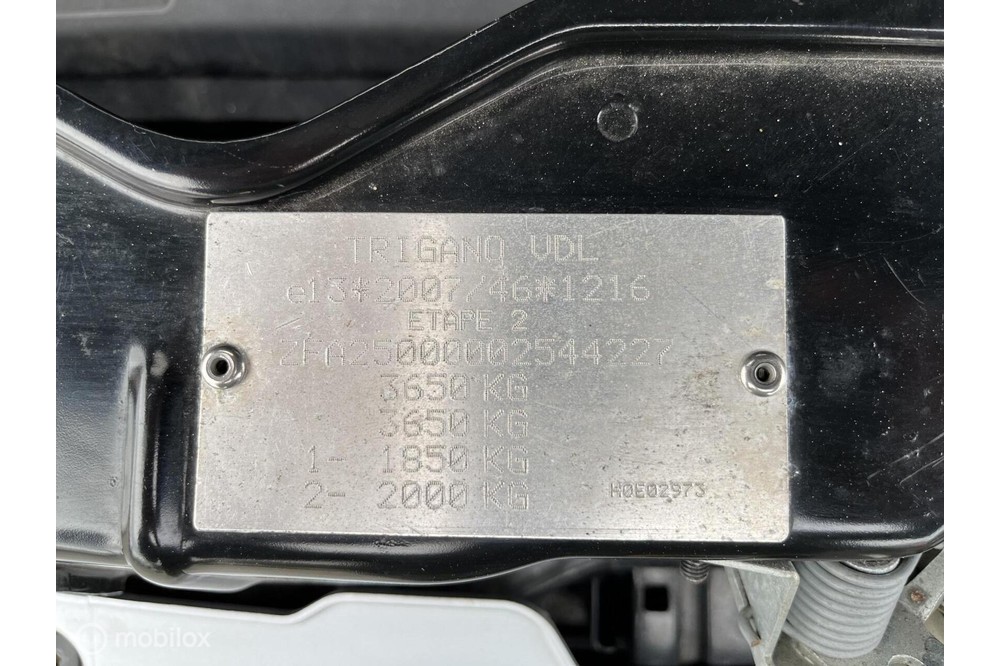 TRIGANO VDL
e13*2007/46*1216
ETAPE 2
ZFA25000002544227
3650 KG
3650 KG
1- 1850 KG
2- 2000 KG
HOE02973
mobilox